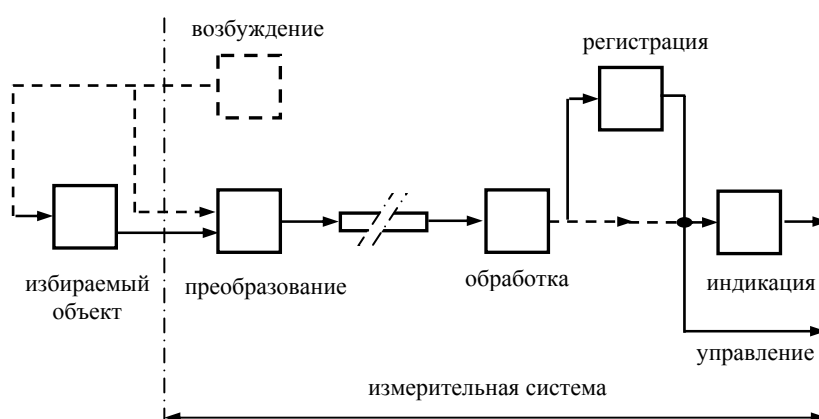 возбуждение
регистрация
избираемый
объект
преобразование
обработка
индикация
управление
измерительная система